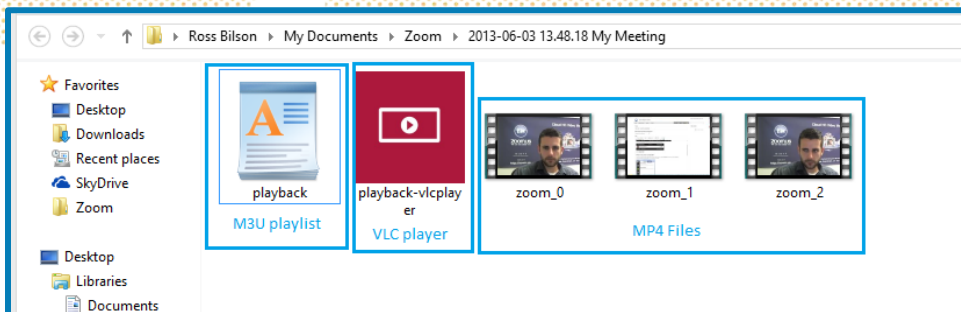 Ross Bilson ▸ My Documents ▸ Zoom ▸ 2013-06-03 13.48.18 My Meeting
Favorites
Desktop
Downloads
Recent places
SkyDrive
Zoom
Desktop
Libraries
Documents
playback
M3U playlist
playback-vlcplay
er
VLC player
zoom_0
zoom_1
zoom_2
MP4 Files